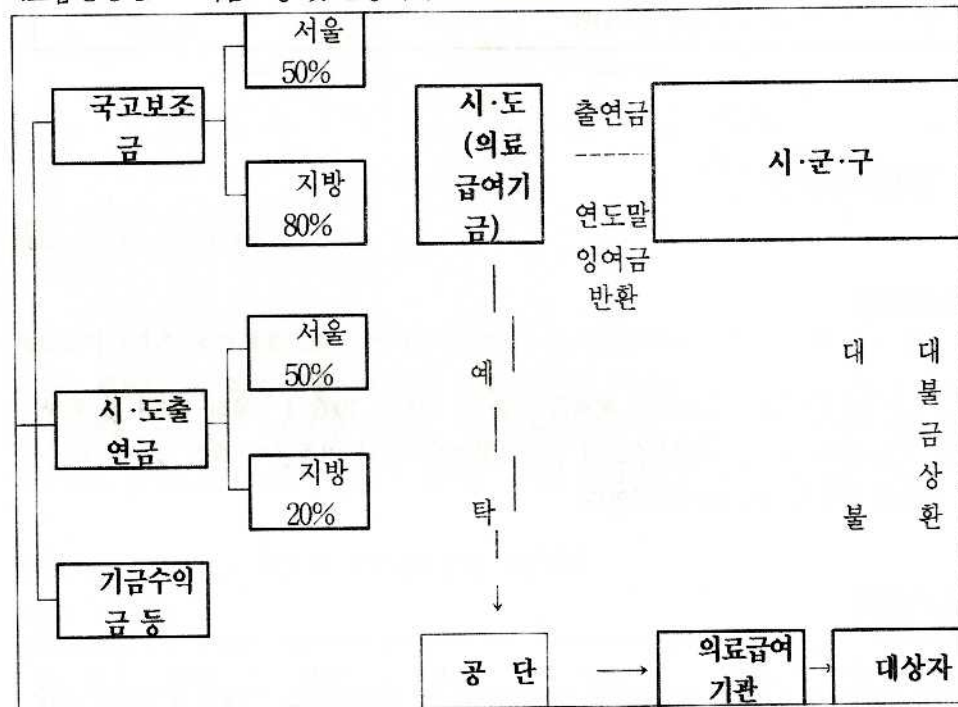 서울
50%
국고보조
금
지방
80%
시·도
(의료
급여기
금)
출연금
연도말
잉여금
반환
시·군·구
서울
50%
시·도출
연금
지방
20%
예
탁
대
불
대
불
금
상
환
기금수익
금 등
공 단
의료급여
기관
대상자